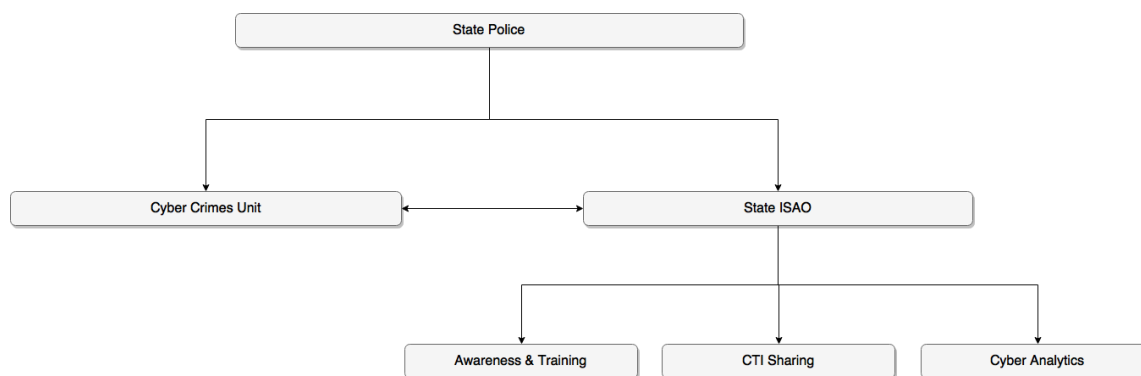 State Police
Cyber Crimes Unit
State ISAO
Awareness & Training
CTI Sharing
Cyber Analytics